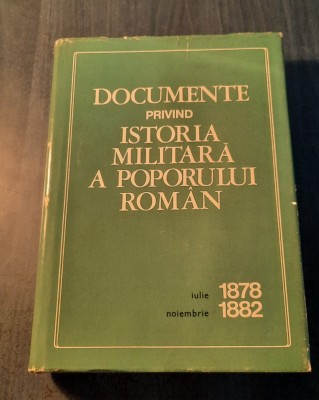 DOCUMENTE
PRIVIND
ISTORIA
MILITARĂ
A POPORULUI
ROMÂN
iulie 1878
noiembrie 1882